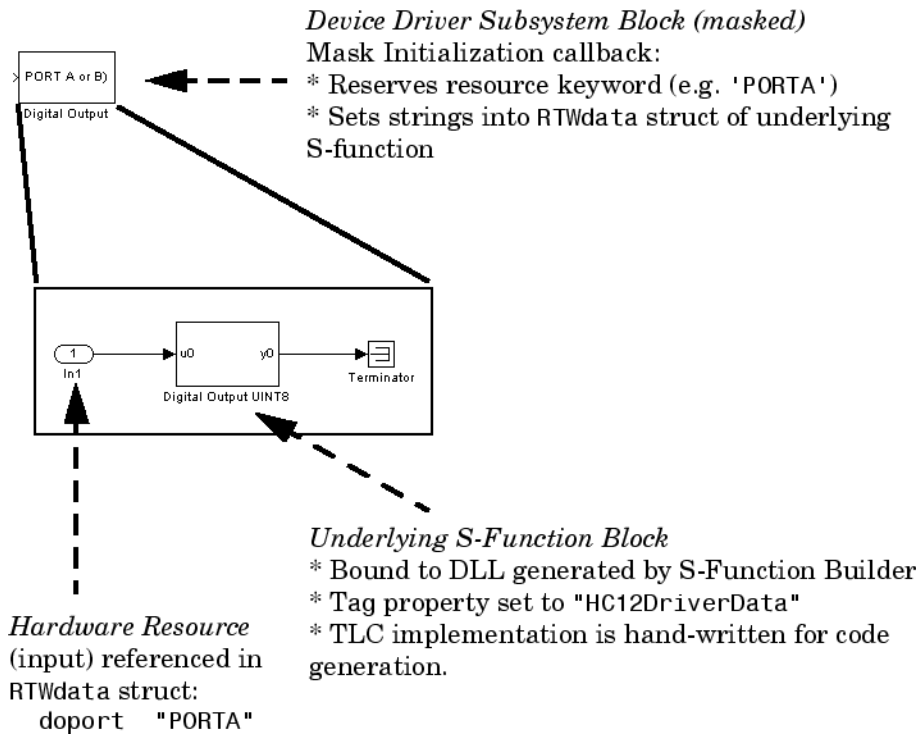 Device Driver Subsystem Block (masked)
Mask Initialization callback:
* Reserves resource keyword (e.g. 'PORTA')
* Sets strings into RTWdata struct of underlying
S-function
PORT A or B)
Digital Output
1
In1
u0
y0
Digital Output UINT8
Terminator
Underlying S-Function Block
* Bound to DLL generated by S-Function Builder
* Tag property set to "HC12DriverData"
* TLC implementation is hand-written for code
generation.
Hardware Resource
(input) referenced in
RTWdata struct:
doport "PORTA"